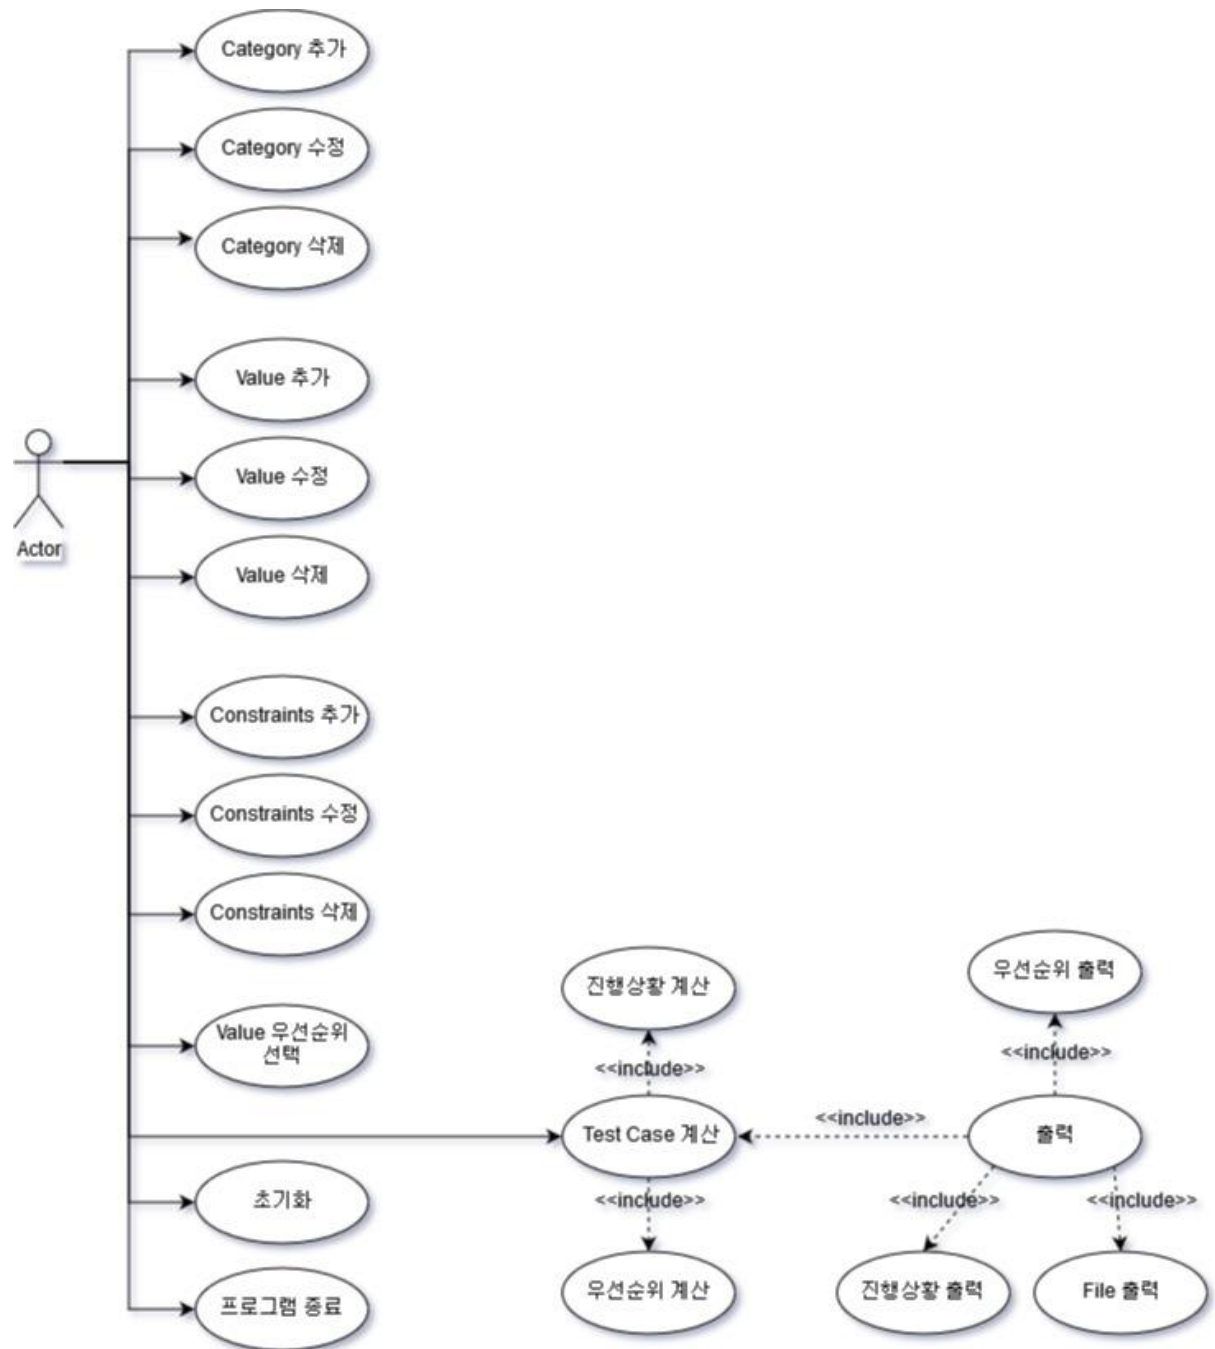 Category 추가
Category 수정
Category 삭제
Value 추가
Value 수정
Value 삭제
Actor
Constraints 추가
Constraints 수정
Constraints 삭제
Value 우선순위
선택
진행상황 계산
<<include>>
Test Case 계산
<<include>>
우선순위 계산
<<include>>
우선순위 출력
<<include>>
출력
<<include>>
<<include>>
진행상황 출력
File 출력
초기화
프로그램 종료